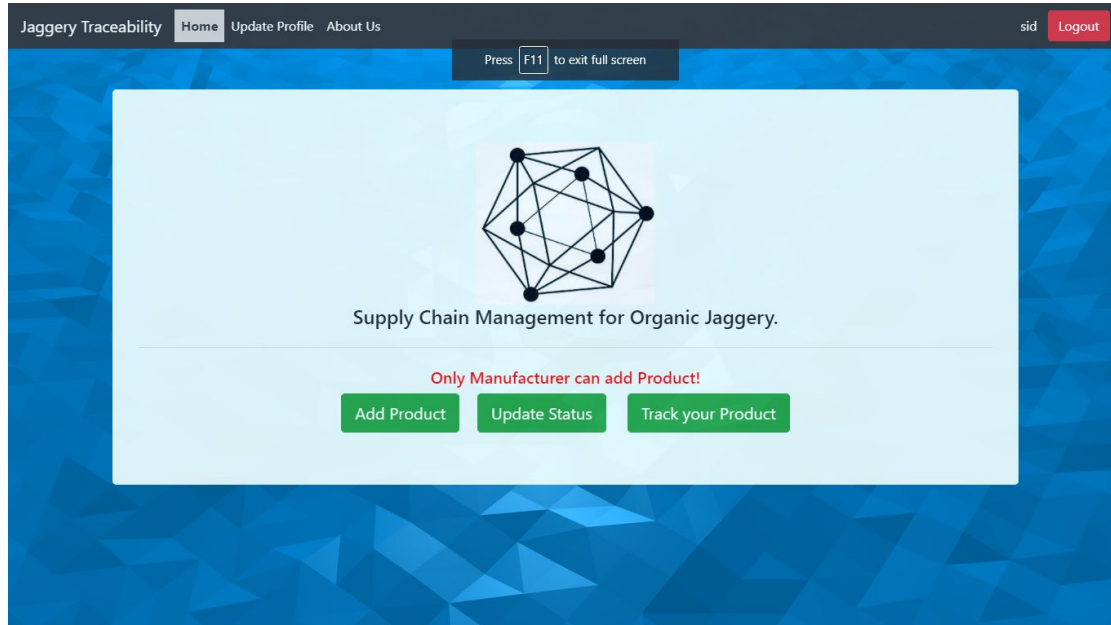 Jaggery Traceability Home Update Profile About Us sid Logout
Press F11 to exit full screen
Supply Chain Management for Organic Jaggery.
Only Manufacturer can add Product!
Add Product Update Status Track your Product